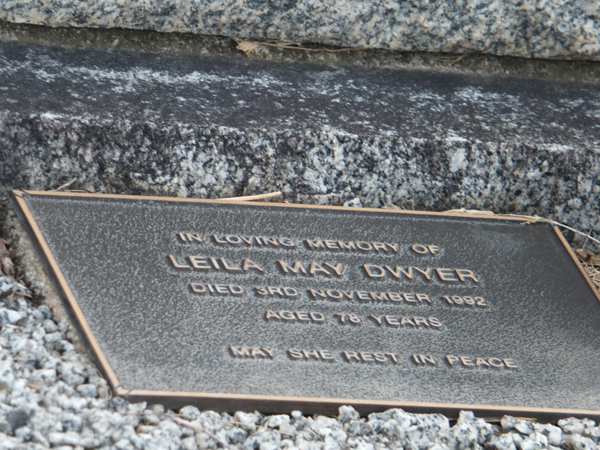 IN LOVING MEMORY OF
LEILA MAY DWYER
DIED 3RD NOVEMBER 1992
AGED 78 YEARS
MAY SHE REST IN PEACE